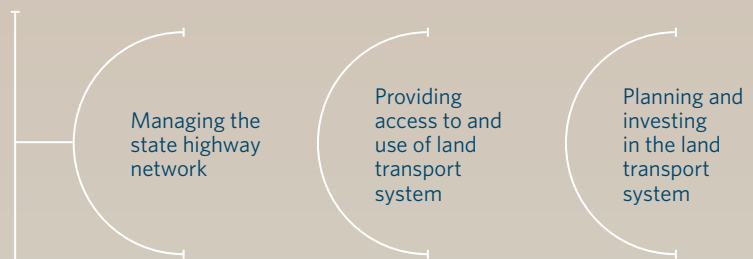 Managing the
state highway
network
Providing
access to and
use of land
transport
system
Planning and
investing
in the land
transport
system